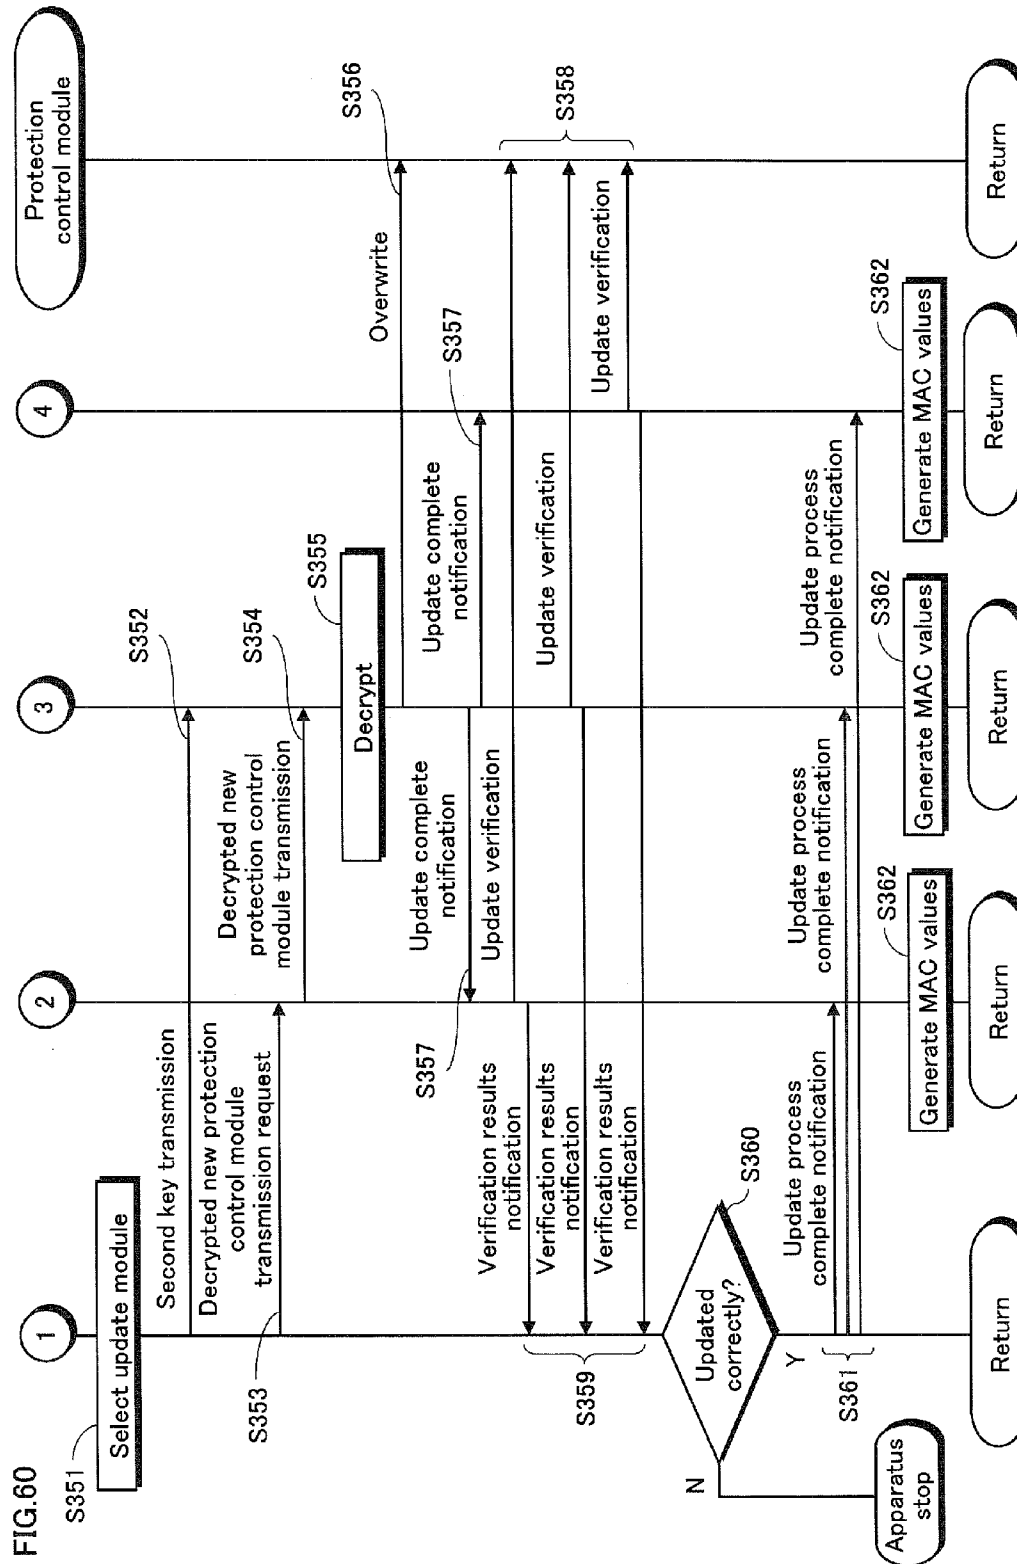 FIG.60
1
2
3
4
Protection
control module
S351
Select update module
Second key transmission
S352
Decrypted new protection
control module
transmission request
S353
Decrypted new
protection control
module transmission
S354
S355
Decrypt
Overwrite
S356
Update complete
notification
S357
Update complete
notification
S357
Update verification
Update verification
Update verification
S358
Verification results
notification
Verification results
notification
Verification results
notification
S359
Updated
correctly?
S360
N
Y
Apparatus
stop
S361
Update process
complete notification
Update process
complete notification
Update process
complete notification
S362
Generate MAC values
S362
Generate MAC values
S362
Generate MAC values
Return
Return
Return
Return
Return